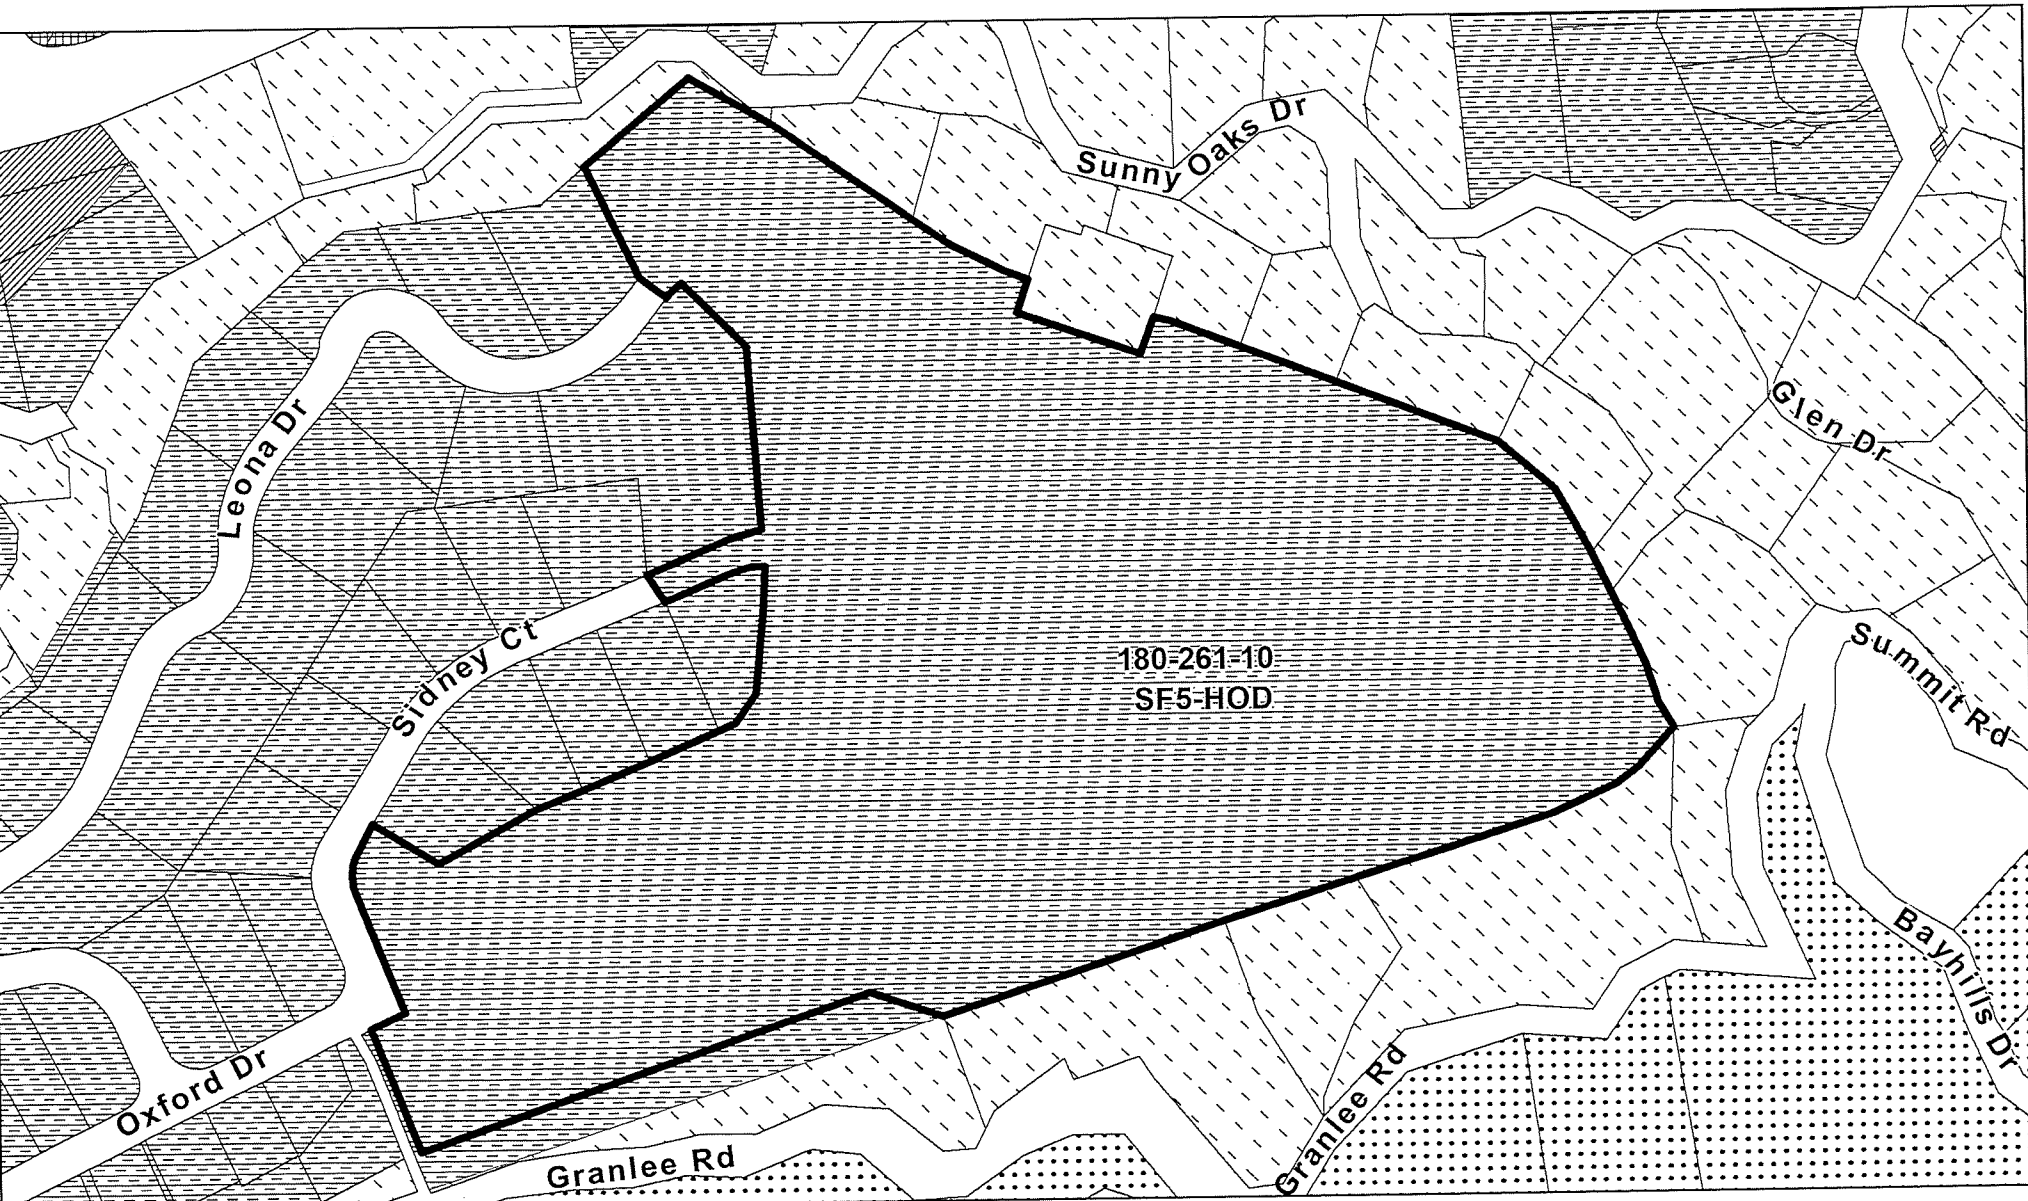 Sunny Oaks Dr
Leona Dr
Glen Dr
Sidney Ct
180-261-10
SF5-HOD
Summit Rd
Bayhills Dr
Oxford Dr
Granlee Rd
Granlee Rd